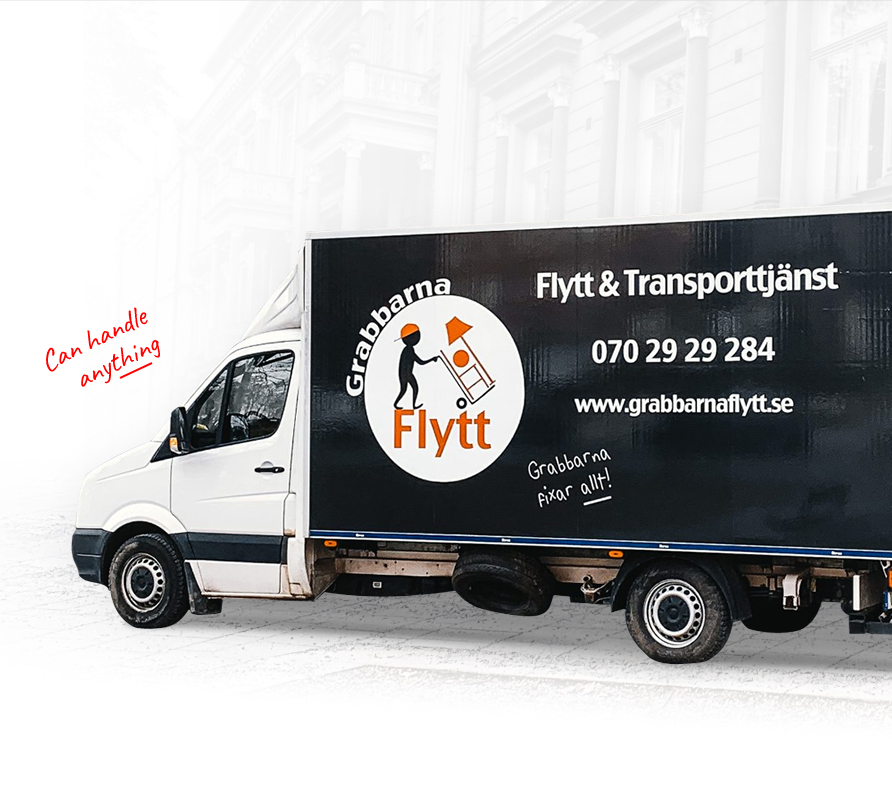 Can handle
anything
Grabbarna
Flytt
Flytt & Transporttjänst
070 29 29 284
www.grabbarnaflytt.se
Grabbarna
fixar allt!